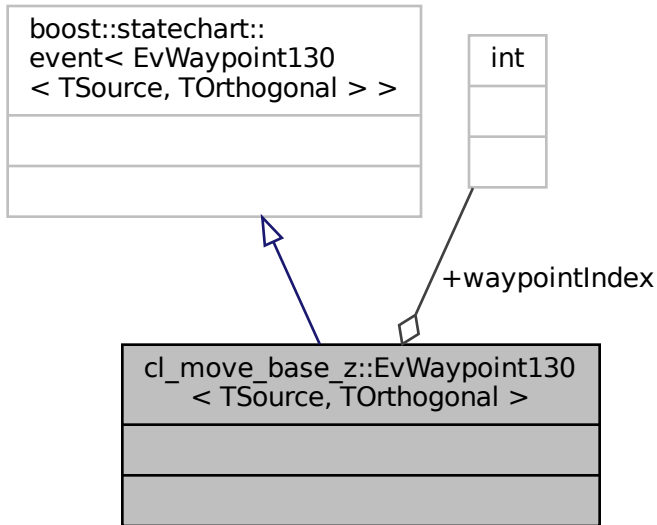 boost::statechart::
event< EvWaypoint130
< TSource, TOrthogonal > >
int
+waypointIndex
cl_move_base_z::EvWaypoint130
< TSource, TOrthogonal >